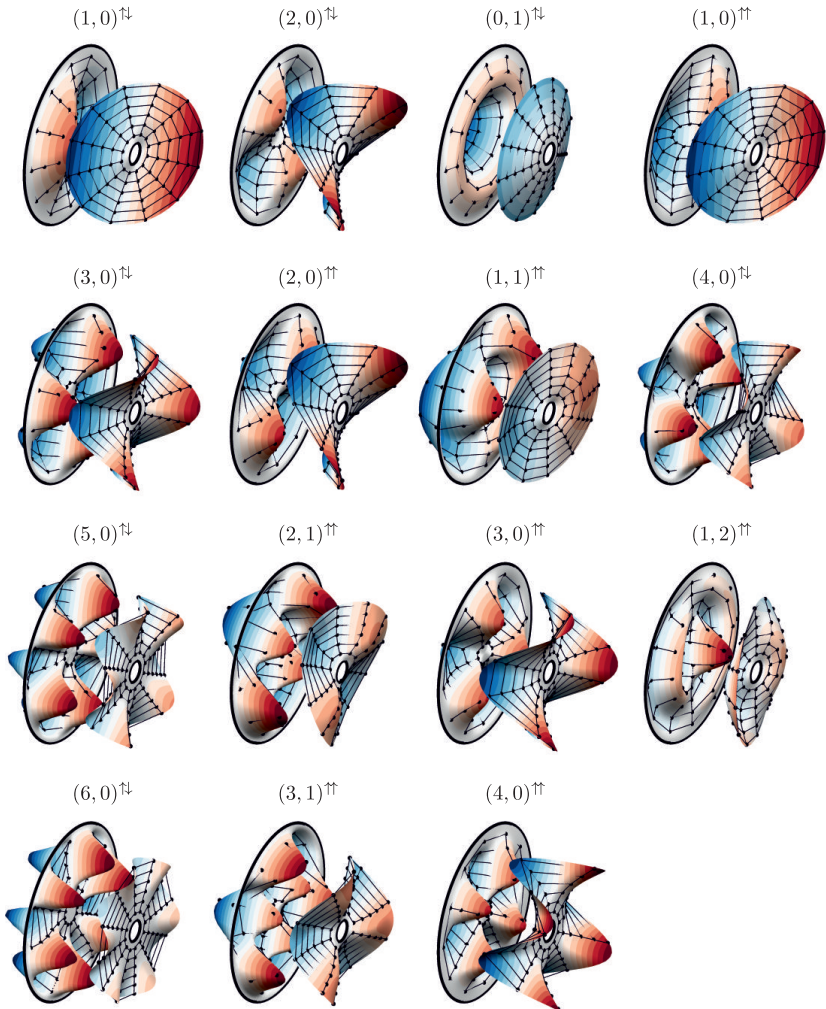 (1, 0)⇅ (2, 0)⇅ (0, 1)⇅ (1, 0)⇈
(3, 0)⇅ (2, 0)⇈ (1, 1)⇈ (4, 0)⇅
(5, 0)⇅ (2, 1)⇈ (3, 0)⇈ (1, 2)⇈
(6, 0)⇅ (3, 1)⇈ (4, 0)⇈